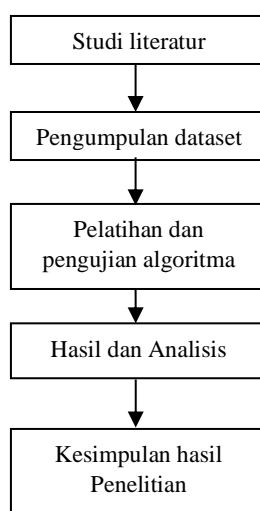 Studi literatur
Pengumpulan dataset
Pelatihan dan
pengujian algoritma
Hasil dan Analisis
Kesimpulan hasil
Penelitian